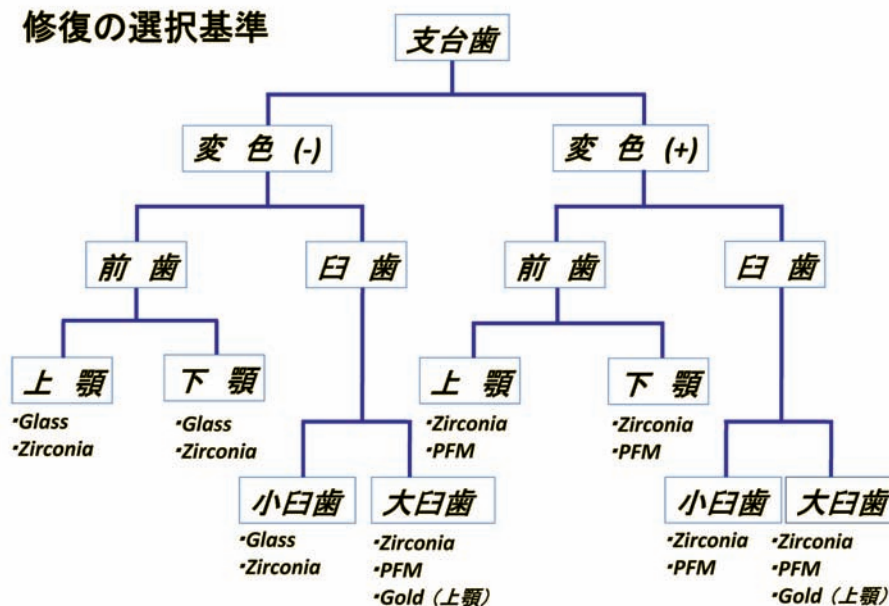 修復の選択基準
支台歯
変色 (-)
変色 (+)
前歯
臼歯
前歯
臼歯
上顎
・Glass
・Zirconia
下顎
・Glass
・Zirconia
上顎
・Zirconia
・PFM
下顎
・Zirconia
・PFM
小臼歯
・Glass
・Zirconia
大臼歯
・Zirconia
・PFM
・Gold（上顎）
小臼歯
・Zirconia
・PFM
大臼歯
・Zirconia
・PFM
・Gold（上顎）